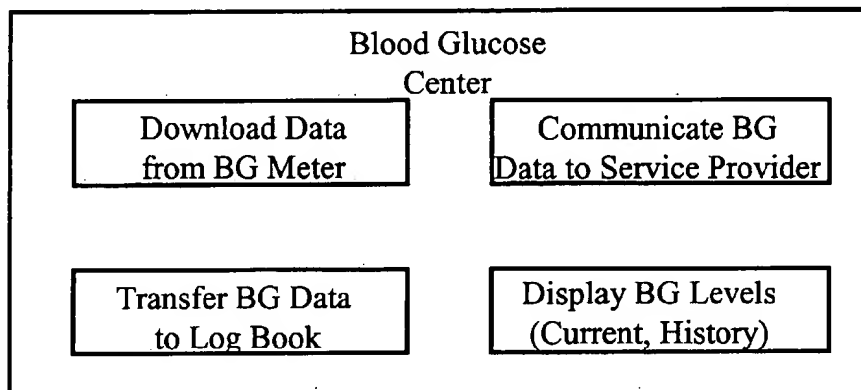 Blood Glucose
Center
Download Data
from BG Meter
Communicate BG
Data to Service Provider
Transfer BG Data
to Log Book
Display BG Levels
(Current, History)